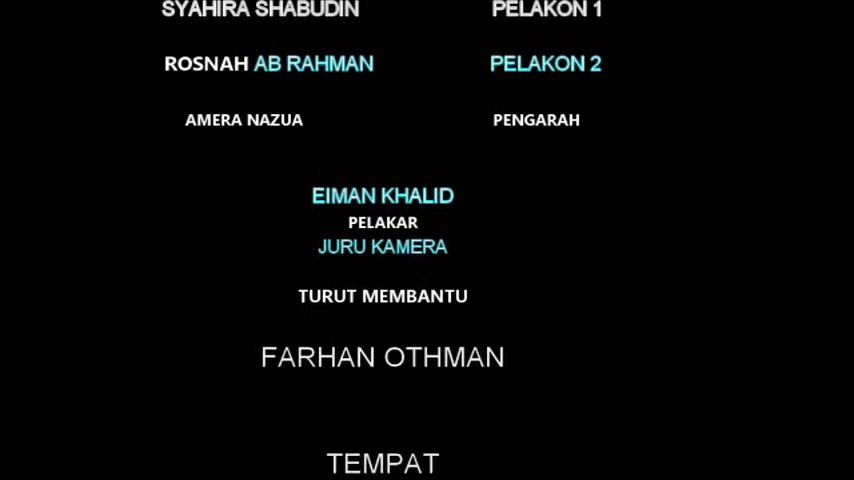 SYAHIRA SHABUDIN PELAKON 1
ROSNAH AB RAHMAN PELAKON 2
AMERA NAZUA PENGARAH
EIMAN KHALID
PELAKAR
JURU KAMERA
TURUT MEMBANTU
FARHAN OTHMAN
TEMPAT